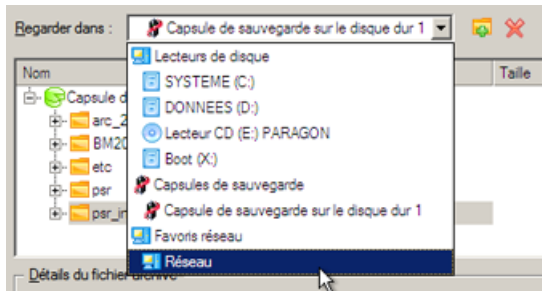 Regarder dans :
Capsule de sauvegarde sur le disque dur 1
Nom
Taille
Lecteurs de disque
SYSTEME (C:)
DONNEES (D:)
Lecteur CD (E:) PARAGON
Boot (X:)
Capsules de sauvegarde
Capsule de sauvegarde sur le disque dur 1
Favoris réseau
Réseau
Capsule d
arc_2
BM20
etc
psr
psr_in
Détails du fichier archive